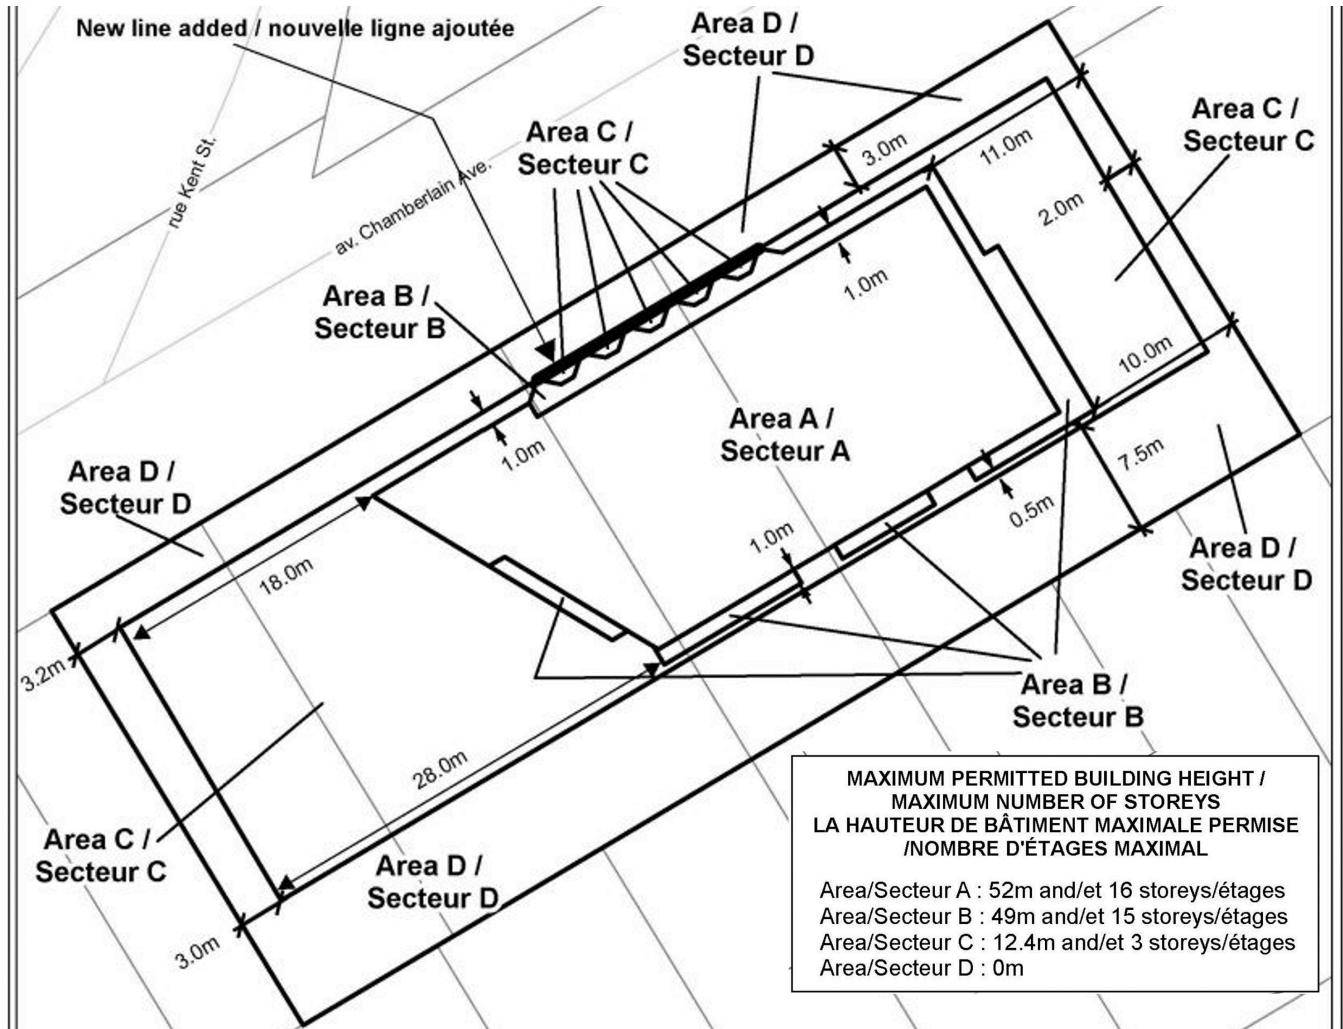 New line added / nouvelle ligne ajoutée
Area D /
Secteur D
Area C /
Secteur C
Area C /
Secteur C
rue Kent St.
av. Chamberlain Ave.
3.0m
11.0m
2.0m
1.0m
Area B /
Secteur B
10.0m
Area A /
Secteur A
1.0m
7.5m
Area D /
Secteur D
0.5m
1.0m
Area D /
Secteur D
18.0m
3.2m
Area B /
Secteur B
28.0m
Area C /
Secteur C
Area D /
Secteur D
3.0m
MAXIMUM PERMITTED BUILDING HEIGHT /
MAXIMUM NUMBER OF STOREYS
LA HAUTEUR DE BÂTIMENT MAXIMALE PERMISE
/NOMBRE D'ÉTAGES MAXIMAL
Area/Secteur A : 52m and/et 16 storeys/étages
Area/Secteur B : 49m and/et 15 storeys/étages
Area/Secteur C : 12.4m and/et 3 storeys/étages
Area/Secteur D : 0m